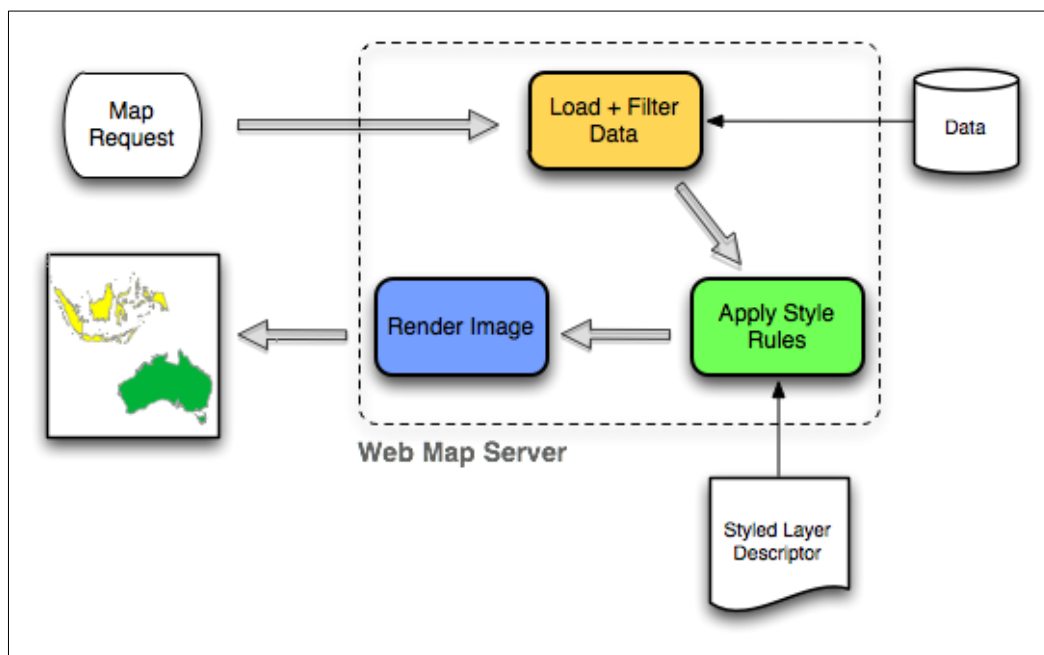 Map
Request
Load + Filter
Data
Data
Render Image
Apply Style
Rules
Web Map Server
Styled Layer
Descriptor